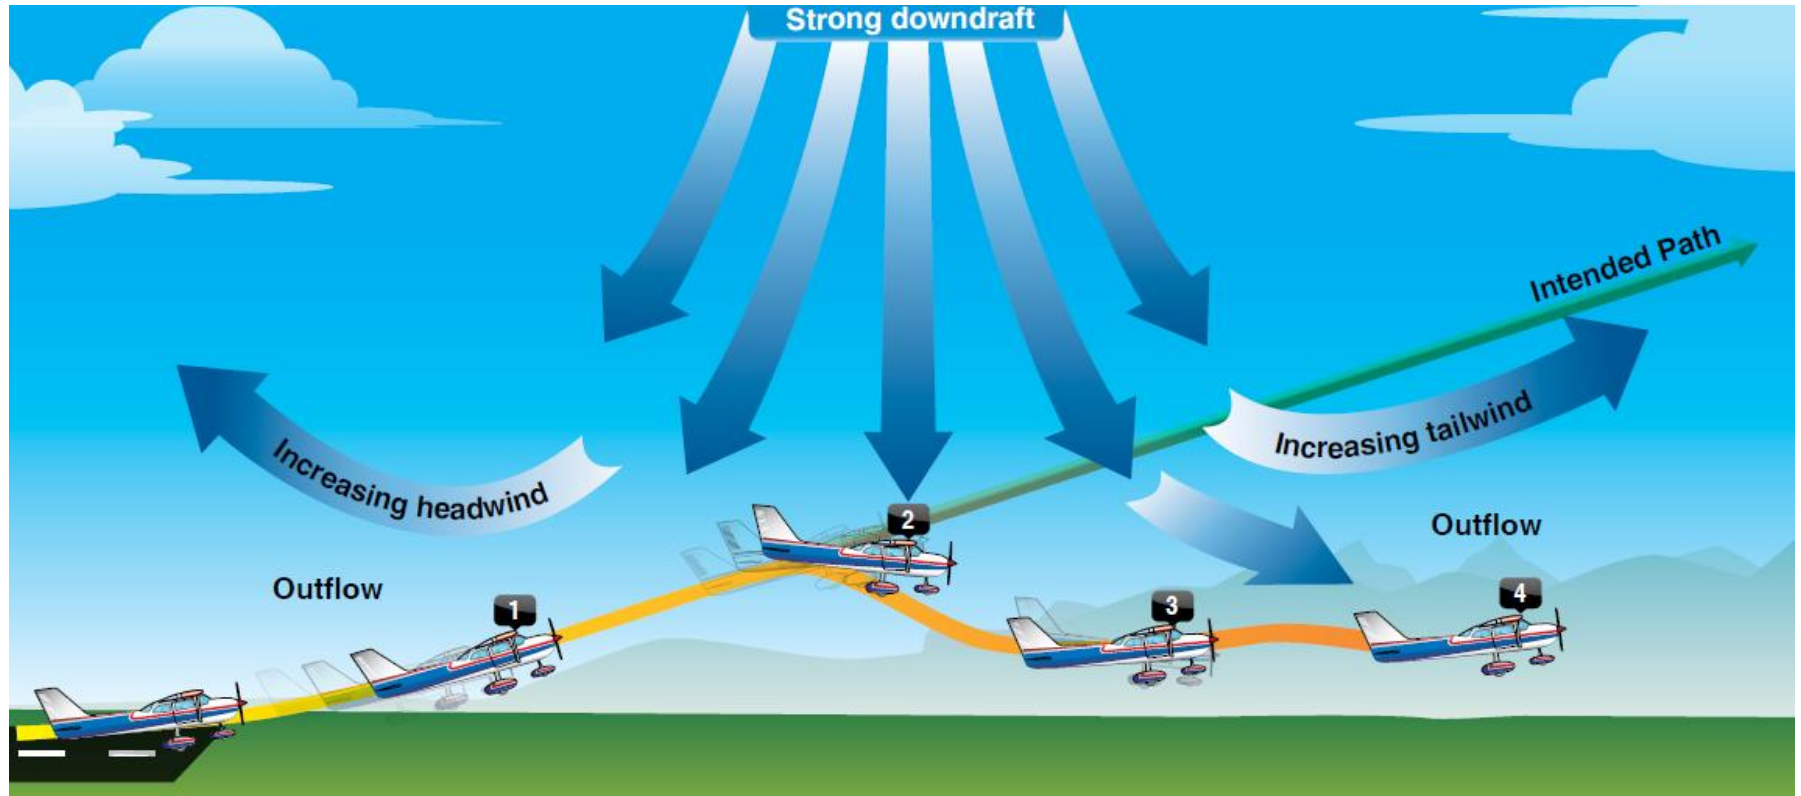 Strong downdraft
Intended Path
Increasing headwind
Increasing tailwind
Outflow
Outflow
1
2
3
4